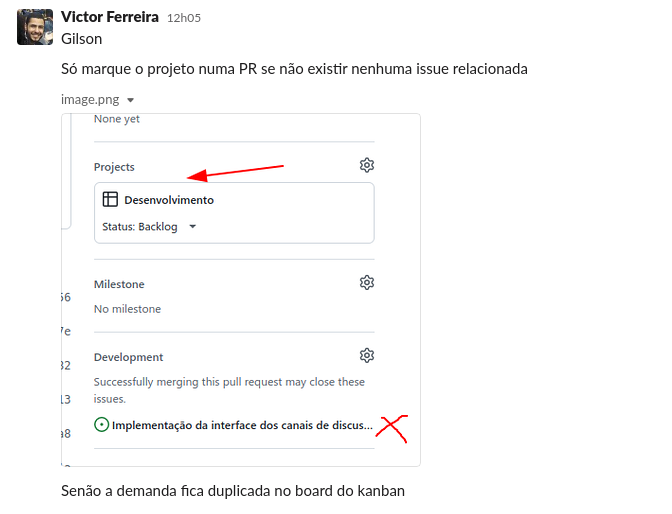 Victor Ferreira 12h05
Gilson
Só marque o projeto numa PR se não existir nenhuma issue relacionada
image.png
None yet
Projects
Desenvolvimento
Status: Backlog
Milestone
56
No milestone
7e
Development
32
Successfully merging this pull request may close these
13
issues.
a8
Implementação da interface dos canais de discus...
Senão a demanda fica duplicada no board do kanban